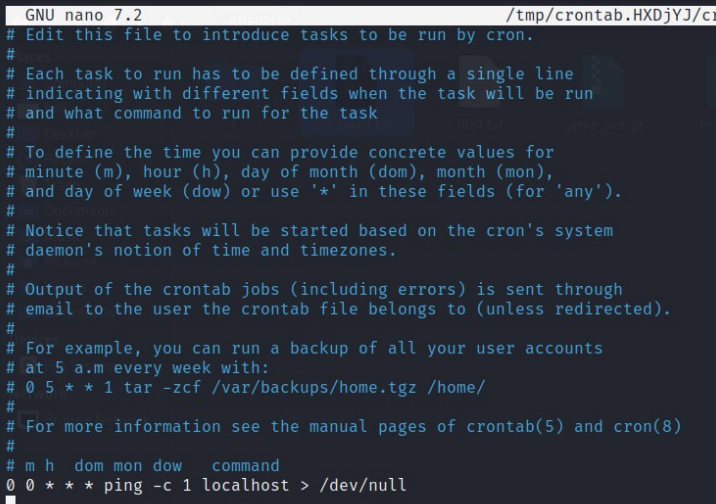 GNU nano 7.2 /tmp/crontab.HXDjYJ/cr
# Edit this file to introduce tasks to be run by cron.
#
# Each task to run has to be defined through a single line
# indicating with different fields when the task will be run
# and what command to run for the task
#
# To define the time you can provide concrete values for
# minute (m), hour (h), day of month (dom), month (mon),
# and day of week (dow) or use '*' in these fields (for 'any').
#
# Notice that tasks will be started based on the cron's system
# daemon's notion of time and timezones.
#
# Output of the crontab jobs (including errors) is sent through
# email to the user the crontab file belongs to (unless redirected).
#
# For example, you can run a backup of all your user accounts
# at 5 a.m every week with:
# 0 5 * * 1 tar -zcf /var/backups/home.tgz /home/
#
# For more information see the manual pages of crontab(5) and cron(8)
#
# m h  dom mon dow   command
0 0 * * * ping -c 1 localhost > /dev/null